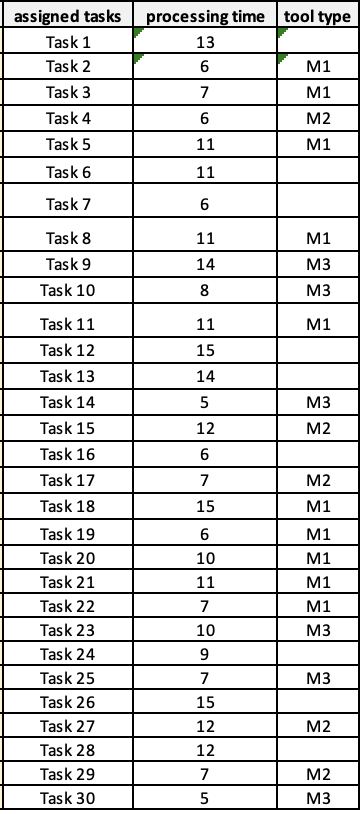 assigned tasks processing time tool type
Task 1 13
Task 2 6 M1
Task 3 7 M1
Task 4 6 M2
Task 5 11 M1
Task 6 11
Task 7 6
Task 8 11 M1
Task 9 14 M3
Task 10 8 M3
Task 11 11 M1
Task 12 15
Task 13 14
Task 14 5 M3
Task 15 12 M2
Task 16 6
Task 17 7 M2
Task 18 15 M1
Task 19 6 M1
Task 20 10 M1
Task 21 11 M1
Task 22 7 M1
Task 23 10 M3
Task 24 9
Task 25 7 M3
Task 26 15
Task 27 12 M2
Task 28 12
Task 29 7 M2
Task 30 5 M3